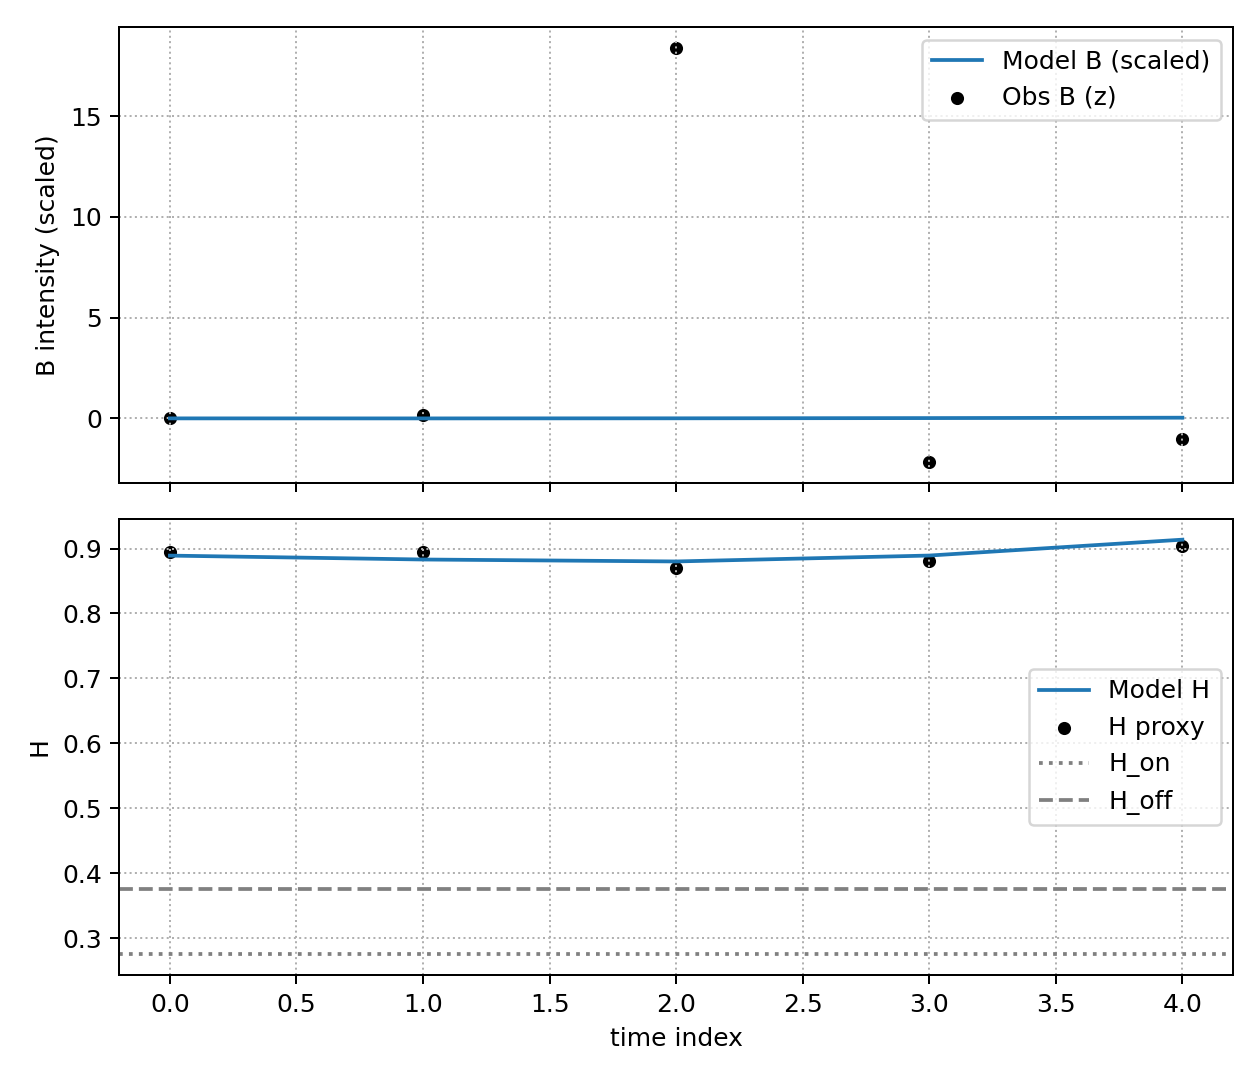 15
10
5
0
B intensity (scaled)
Model B (scaled)
Obs B (z)
0.9
0.8
0.7
0.6
0.5
0.4
0.3
H
Model H
H proxy
H_on
H_off
0.0 0.5 1.0 1.5 2.0 2.5 3.0 3.5 4.0
time index